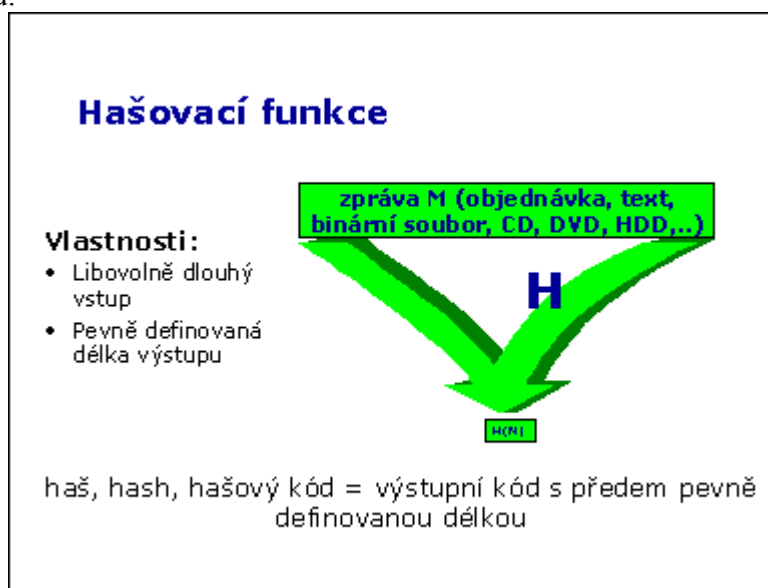 Hašovací funkce
zpráva M (objednávka, text,
binární soubor, CD, DVD, HDD,..)
H
Vlastnosti:
• Libovolně dlouhý
vstup
• Pevně definovaná
délka výstupu
haš, hash, hašový kód = výstupní kód s předem pevně
definovanou délkou